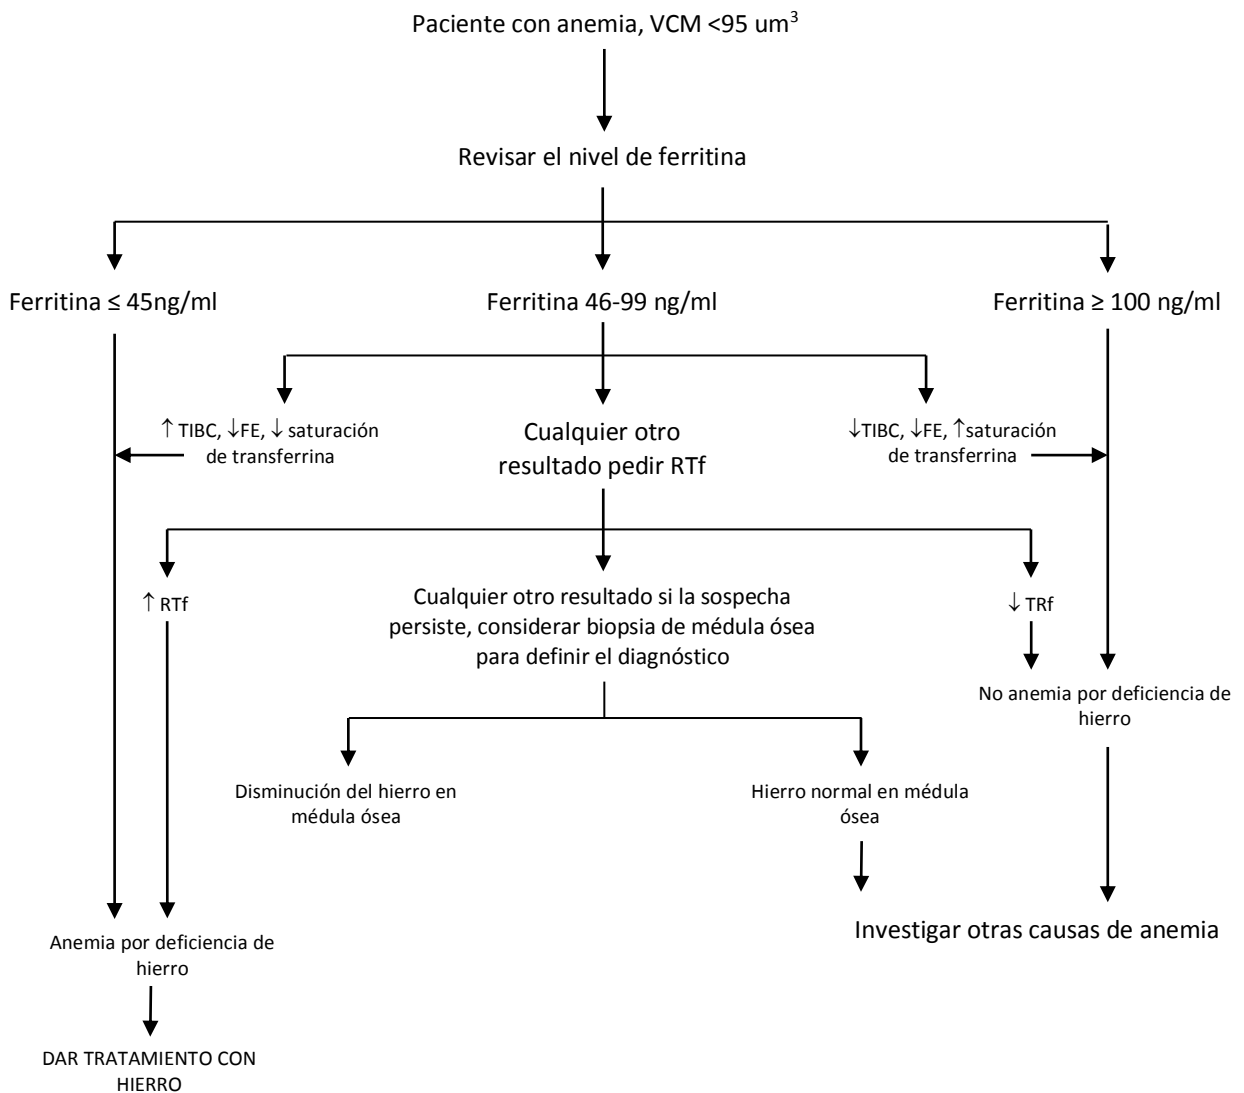 Paciente con anemia, VCM <95 um³
Revisar el nivel de ferritina
Ferritina ≤ 45ng/ml
Ferritina 46-99 ng/ml
Ferritina ≥ 100 ng/ml
↑ TIBC, ↓FE, ↓ saturación
de transferrina
Cualquier otro
resultado pedir RTf
↓TIBC, ↓FE, ↑saturación
de transferrina
↑ RTf
Cualquier otro resultado si la sospecha
persiste, considerar biopsia de médula ósea
para definir el diagnóstico
↓ TRf
No anemia por deficiencia de
hierro
Disminución del hierro en
médula ósea
Hierro normal en médula
ósea
Anemia por deficiencia de
hierro
Investigar otras causas de anemia
DAR TRATAMIENTO CON
HIERRO